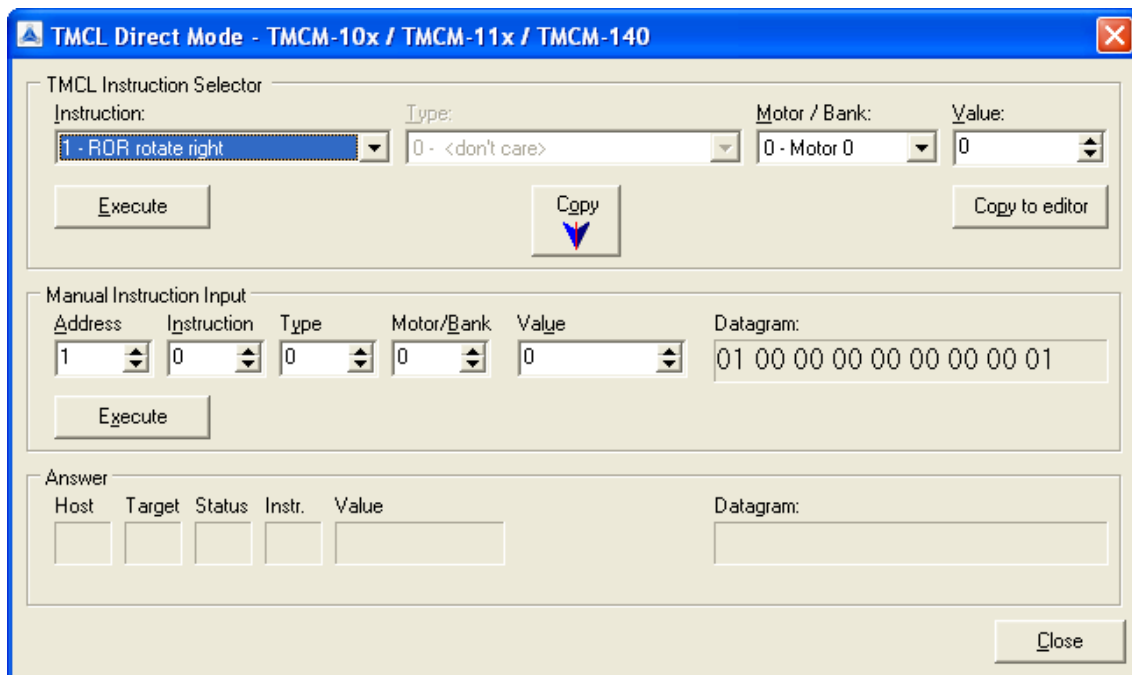 TMCL Direct Mode - TMCM-10x / TMCM-11x / TMCM-140
TMCL Instruction Selector
Instruction: Type: Motor / Bank: Value:
1 - ROR rotate right 0 - <don't care> 0 - Motor 0 0
Execute Copy Copy to editor
Manual Instruction Input
Address Instruction Type Motor/Bank Value Datagram:
1 0 0 0 0 01 00 00 00 00 00 00 00 01
Execute
Answer
Host Target Status Instr. Value Datagram:
Close